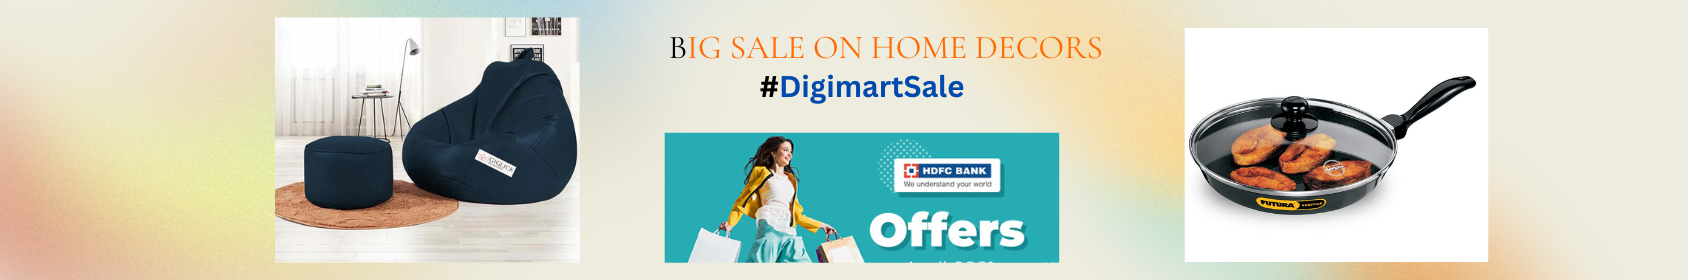 BIG SALE ON HOME DECORS
#DigimartSale
HDFC BANK
We understand your world
Offers
FUTURA